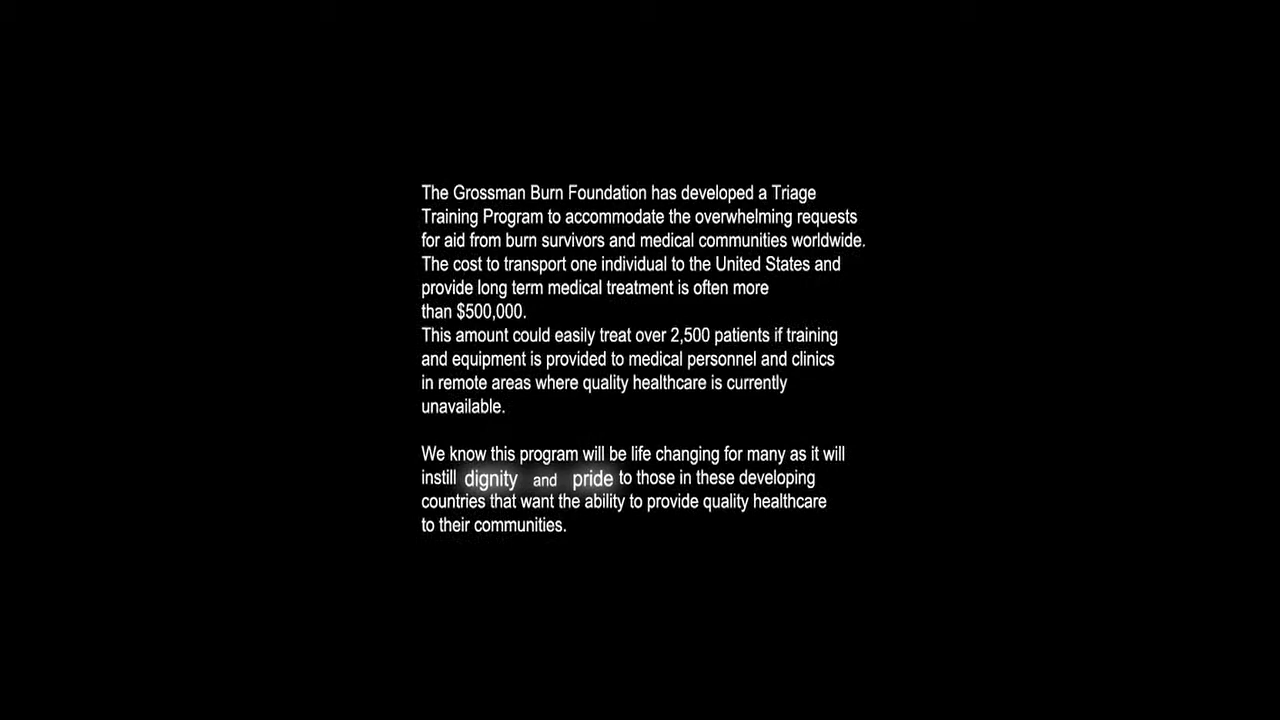 The Grossman Burn Foundation has developed a Triage
Training Program to accommodate the overwhelming requests
for aid from burn survivors and medical communities worldwide.
The cost to transport one individual to the United States and
provide long term medical treatment is often more
than $500,000.
This amount could easily treat over 2,500 patients if training
and equipment is provided to medical personnel and clinics
in remote areas where quality healthcare is currently
unavailable.
We know this program will be life changing for many as it will
instill dignity and pride to those in these developing
countries that want the ability to provide quality healthcare
to their communities.